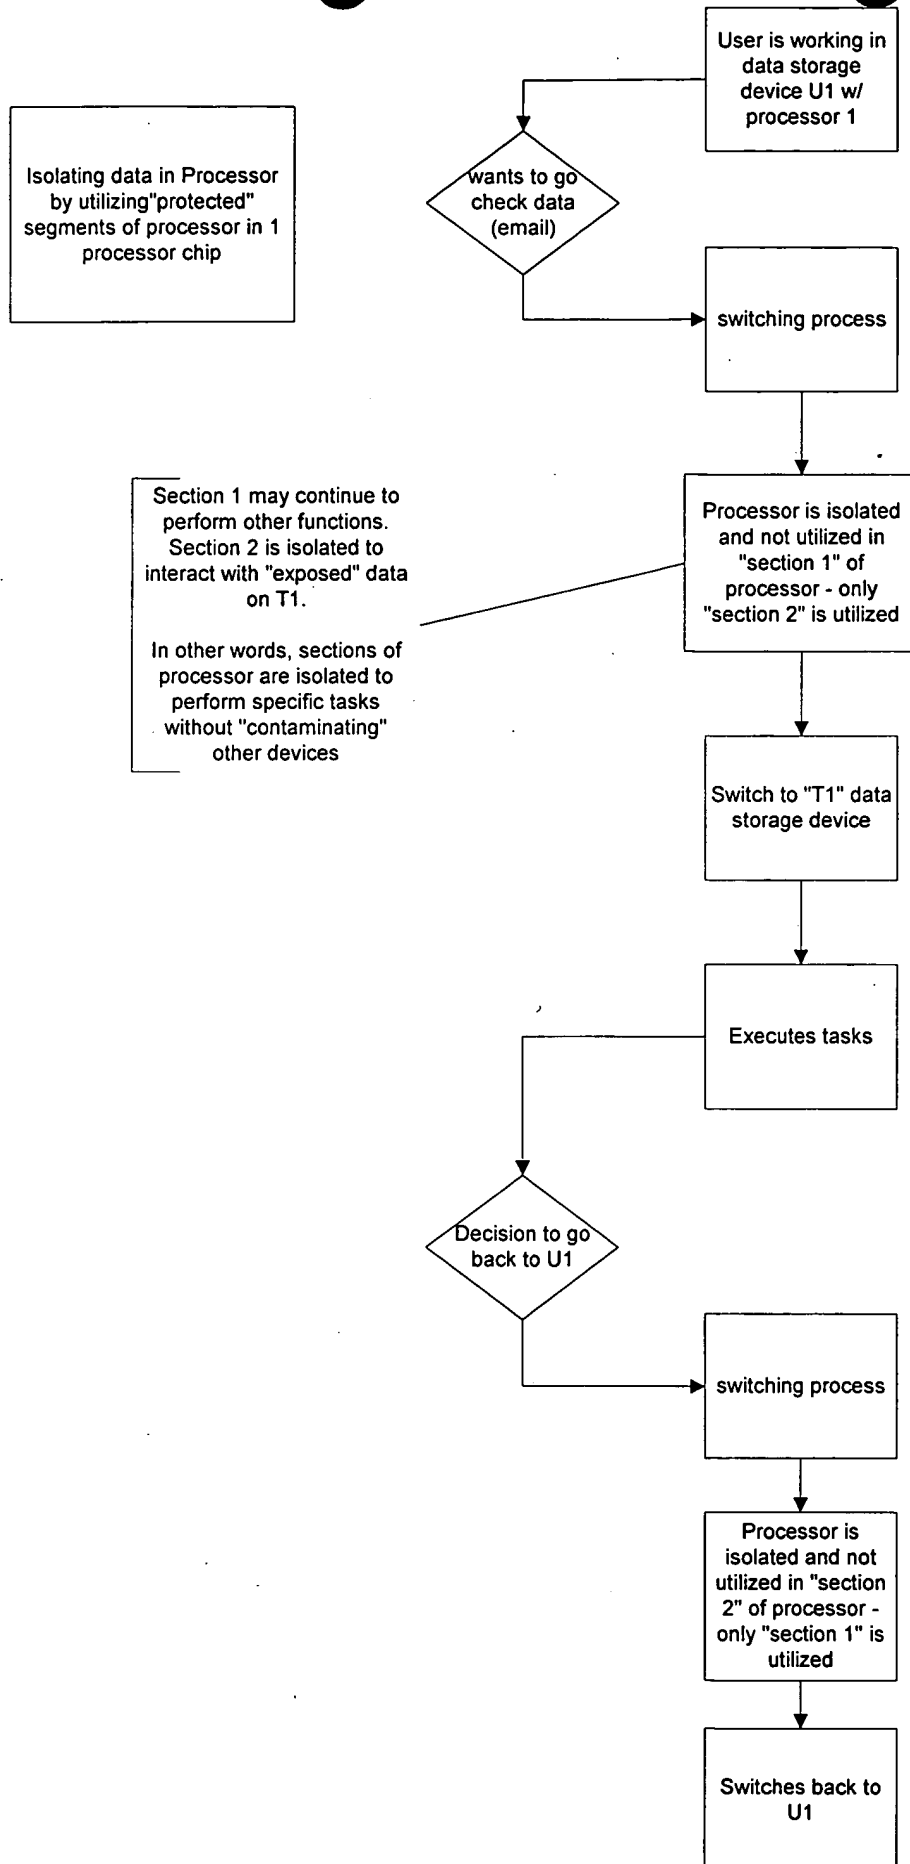 User is working in
data storage
device U1 w/
processor 1
Isolating data in Processor
by utilizing"protected"
segments of processor in 1
processor chip
wants to go
check data
(email)
switching process
Section 1 may continue to
perform other functions.
Section 2 is isolated to
interact with "exposed" data
on T1.
In other words, sections of
processor are isolated to
perform specific tasks
without "contaminating"
other devices
Processor is isolated
and not utilized in
"section 1" of
processor - only
"section 2" is utilized
Switch to "T1" data
storage device
Executes tasks
Decision to go
back to U1
switching process
Processor is
isolated and not
utilized in "section
2" of processor -
only "section 1" is
utilized
Switches back to
U1